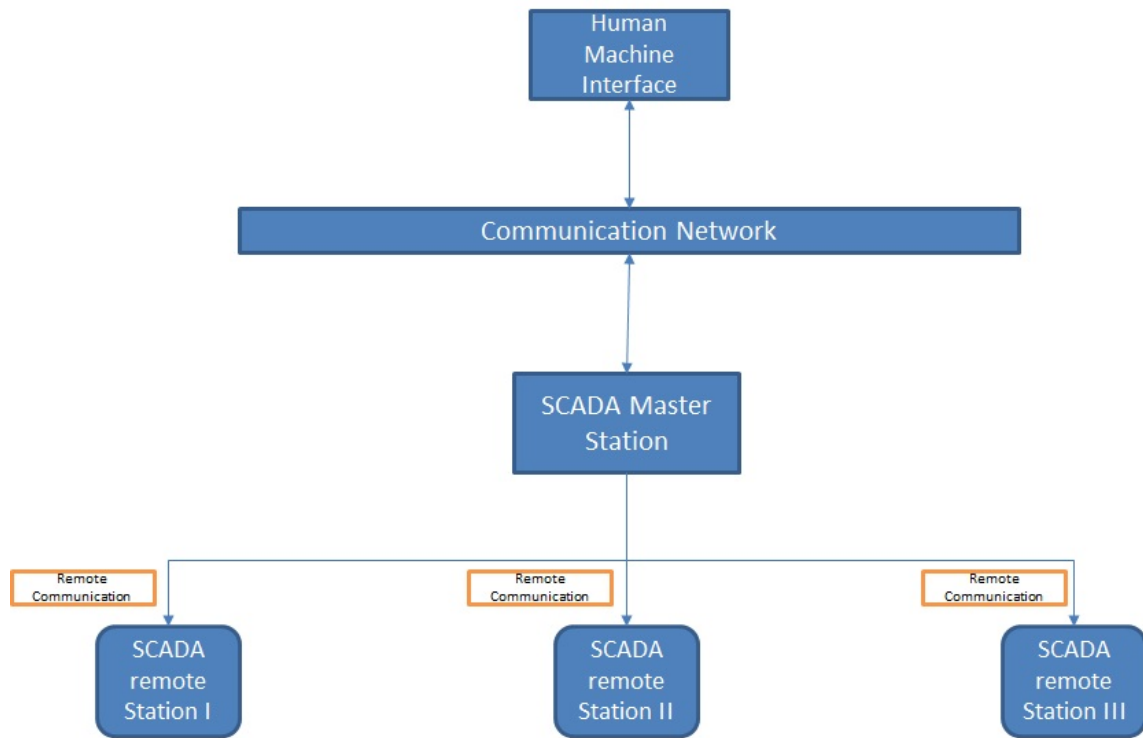 Human
Machine
Interface
Communication Network
SCADA Master
Station
Remote
Communication
Remote
Communication
Remote
Communication
SCADA
remote
Station I
SCADA
remote
Station II
SCADA
remote
Station III